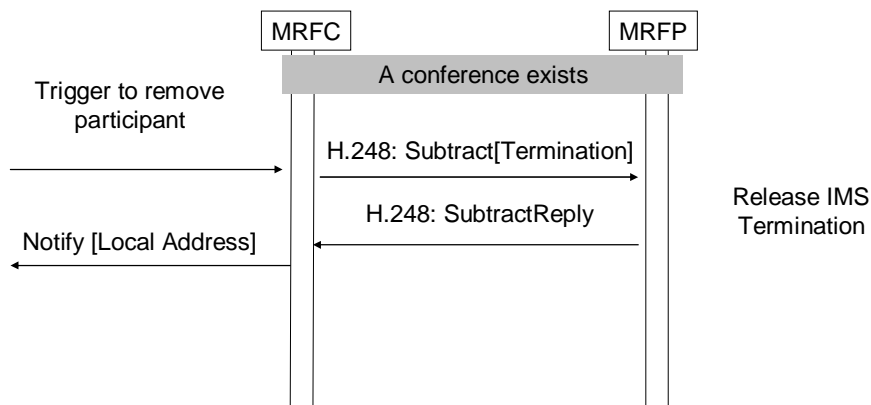 MRFC
MRFP
A conference exists
Trigger to remove
participant
H.248: Subtract[Termination]
H.248: SubtractReply
Release IMS
Termination
Notify [Local Address]